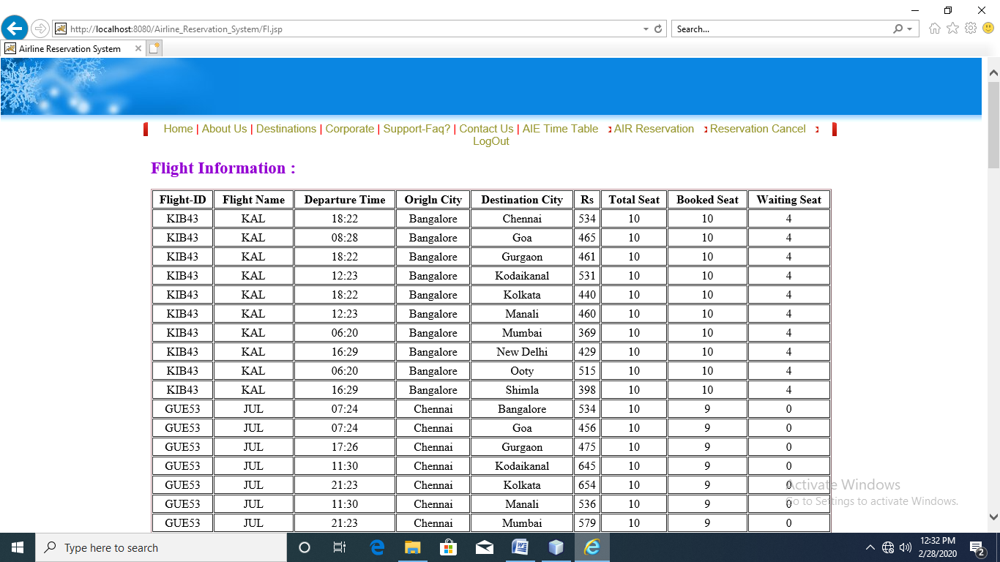 http://localhost:8080/Airline_Reservation_System/Fl.jsp Search...
Airline Reservation System
Home | About Us | Destinations | Corporate | Support-Faq? | Contact Us | AIE Time Table AIR Reservation Reservation Cancel
LogOut
Flight Information :
Flight-ID Flight Name Departure Time OrigIn City Destination City Rs Total Seat Booked Seat Waiting Seat
KIB43 KAL 18:22 Bangalore Chennai 534 10 10 4
KIB43 KAL 08:28 Bangalore Goa 465 10 10 4
KIB43 KAL 18:22 Bangalore Gurgaon 461 10 10 4
KIB43 KAL 12:23 Bangalore Kodaikanal 531 10 10 4
KIB43 KAL 18:22 Bangalore Kolkata 440 10 10 4
KIB43 KAL 12:23 Bangalore Manali 460 10 10 4
KIB43 KAL 06:20 Bangalore Mumbai 369 10 10 4
KIB43 KAL 16:29 Bangalore New Delhi 429 10 10 4
KIB43 KAL 06:20 Bangalore Ooty 515 10 10 4
KIB43 KAL 16:29 Bangalore Shimla 398 10 10 4
GUE53 JUL 07:24 Chennai Bangalore 534 10 9 0
GUE53 JUL 07:24 Chennai Goa 456 10 9 0
GUE53 JUL 17:26 Chennai Gurgaon 475 10 9 0
GUE53 JUL 11:30 Chennai Kodaikanal 645 10 9 0
GUE53 JUL 21:23 Chennai Kolkata 654 10 9 0
GUE53 JUL 11:30 Chennai Manali 536 10 9 0
GUE53 JUL 21:23 Chennai Mumbai 579 10 9 0
Activate Windows
Go to Settings to activate Windows.
Type here to search
12:32 PM
2/28/2020
2